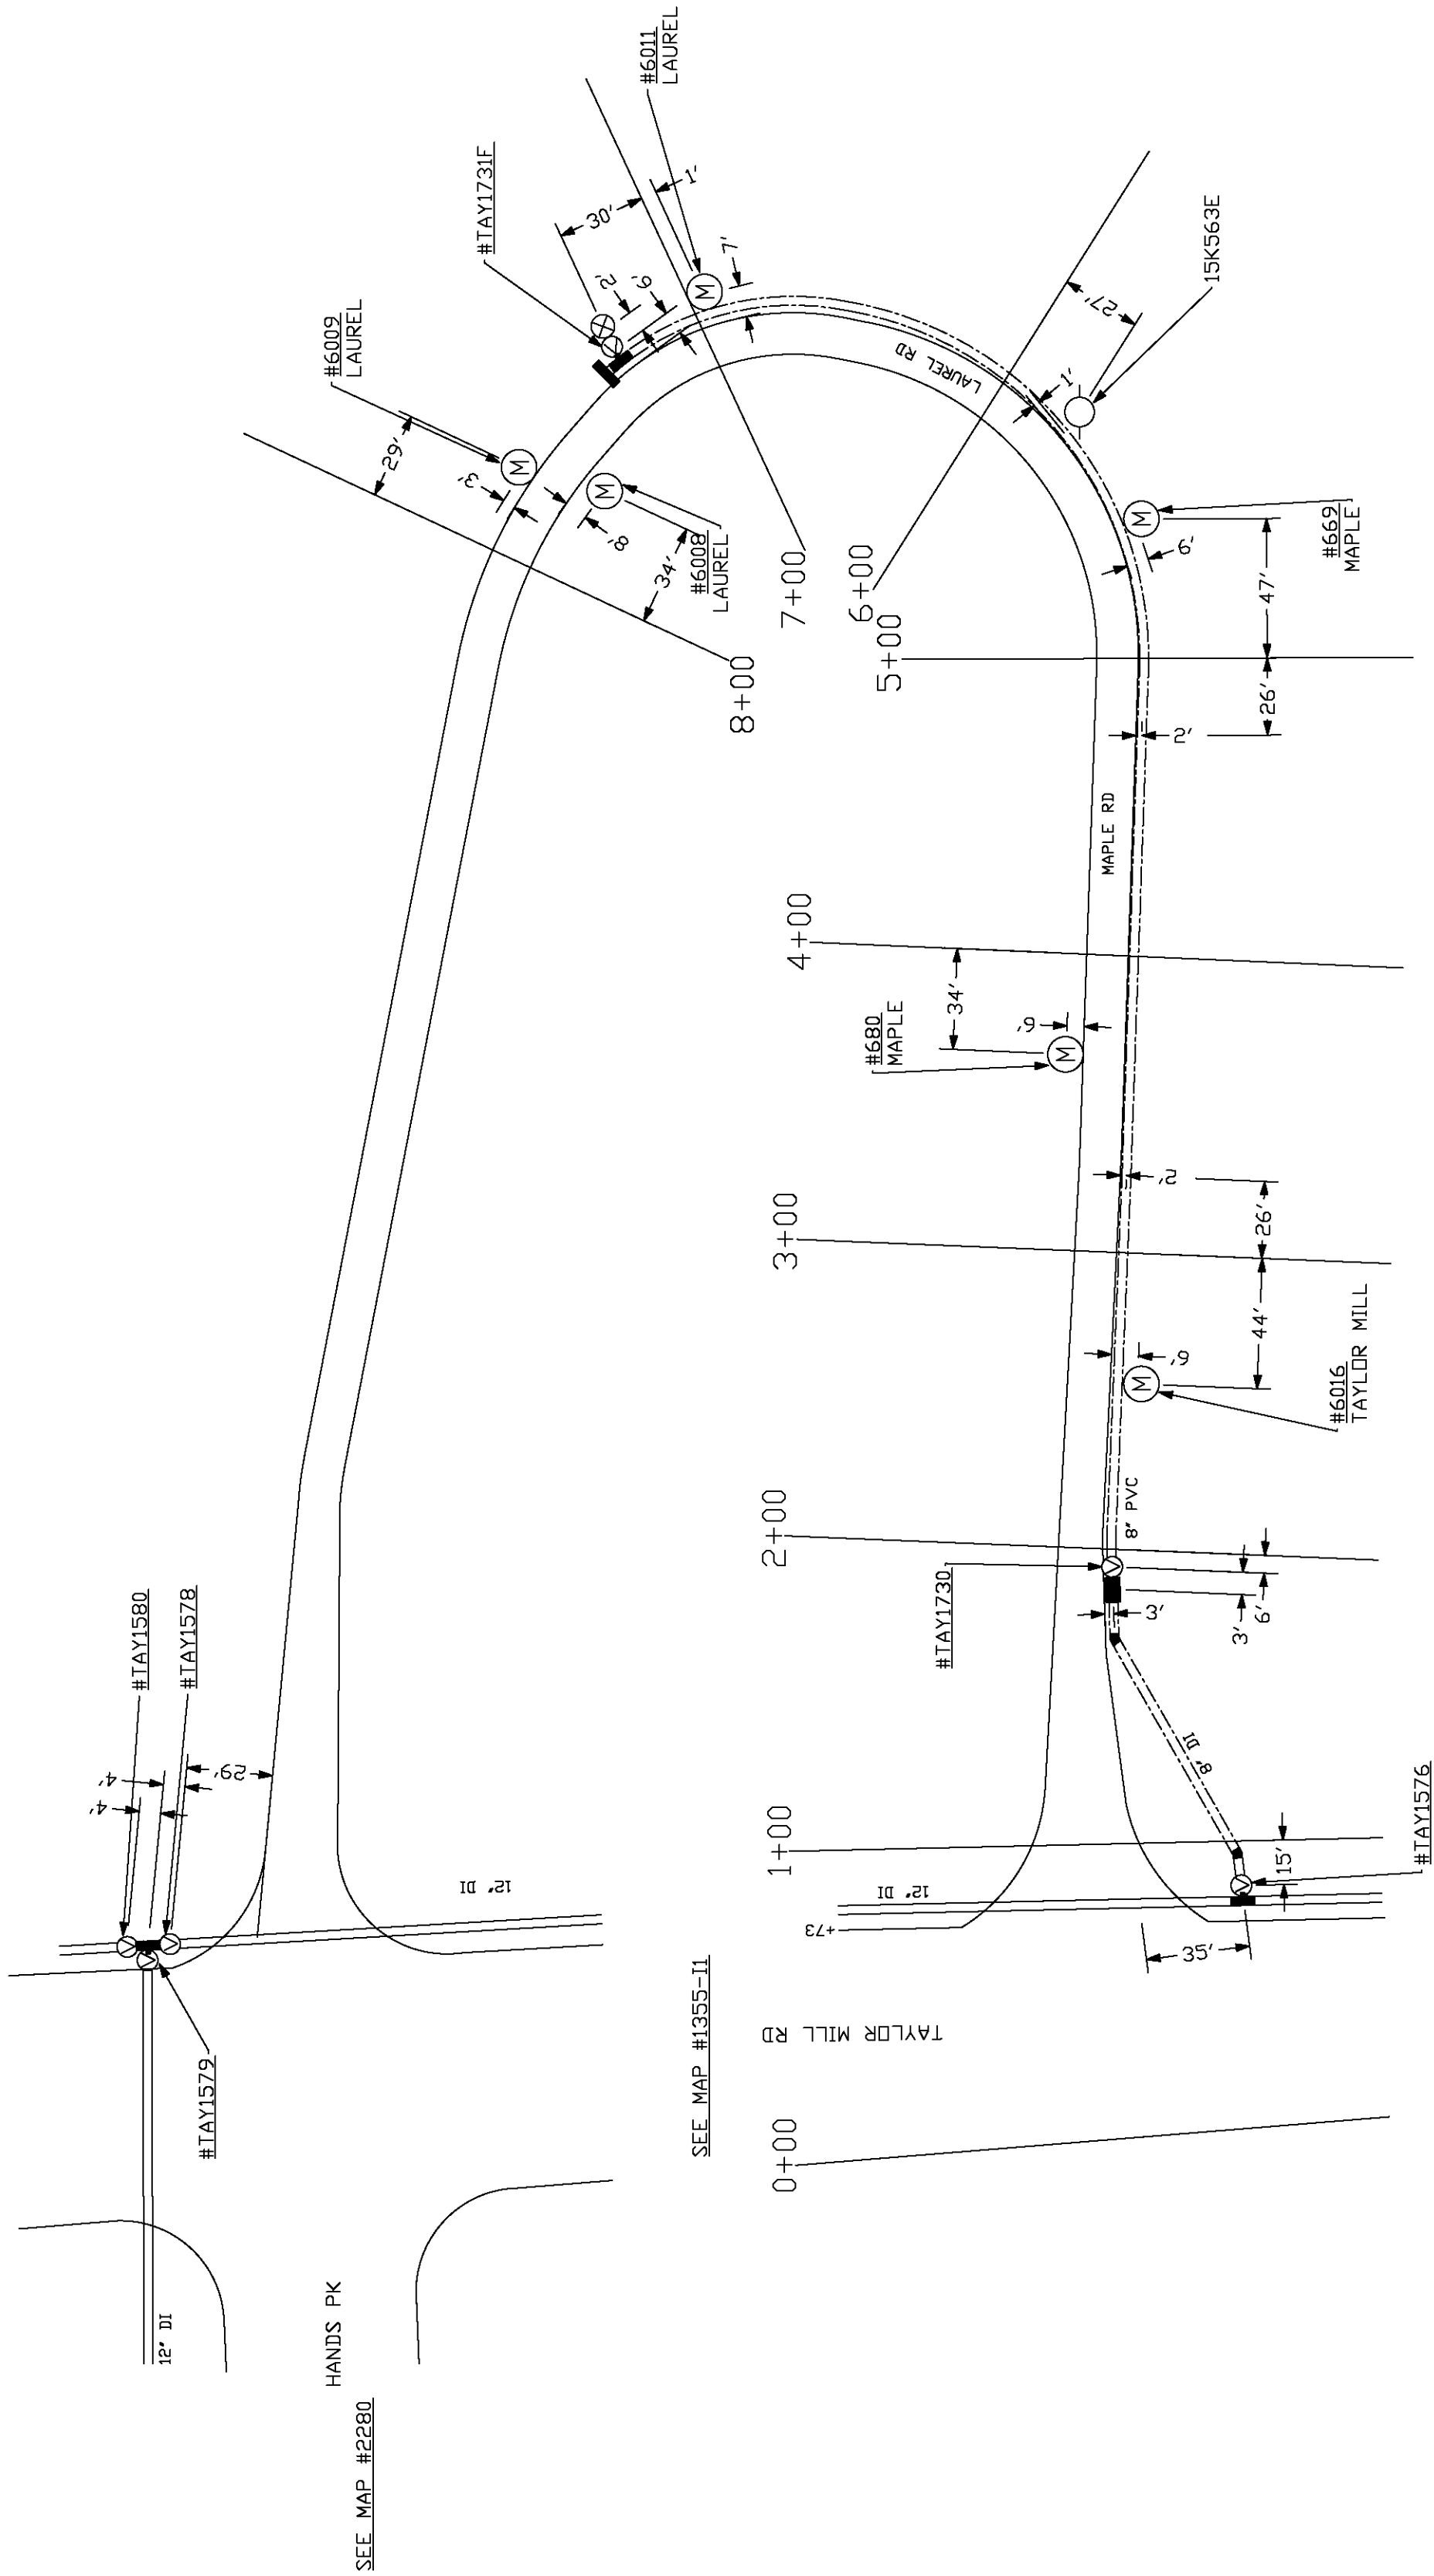 #6011
LAUREL
#TAY1731F
30'
1'
2'
6'
7'
#6009
LAUREL
29'
3'
8'
34'
#6008
LAUREL
15K563E
27'
1'
LAUREL RD
7+00
6+00
5+00
8+00
#669
MAPLE
6'
47'
26'
2'
MAPLE RD
4+00
34'
6'
#680
MAPLE
2'
26'
3+00
44'
6'
#6016
TAYLOR MILL
8" PVC
2+00
#TAY1730
3'
3'
6'
#TAY1580
#TAY1578
4'
4'
29'
12" DI
8" DI
1+00
15'
#TAY1576
12" DI
+73
35'
#TAY1579
SEE MAP #1355-I1
TAYLOR MILL RD
0+00
12" DI
HANDS PK
SEE MAP #2280